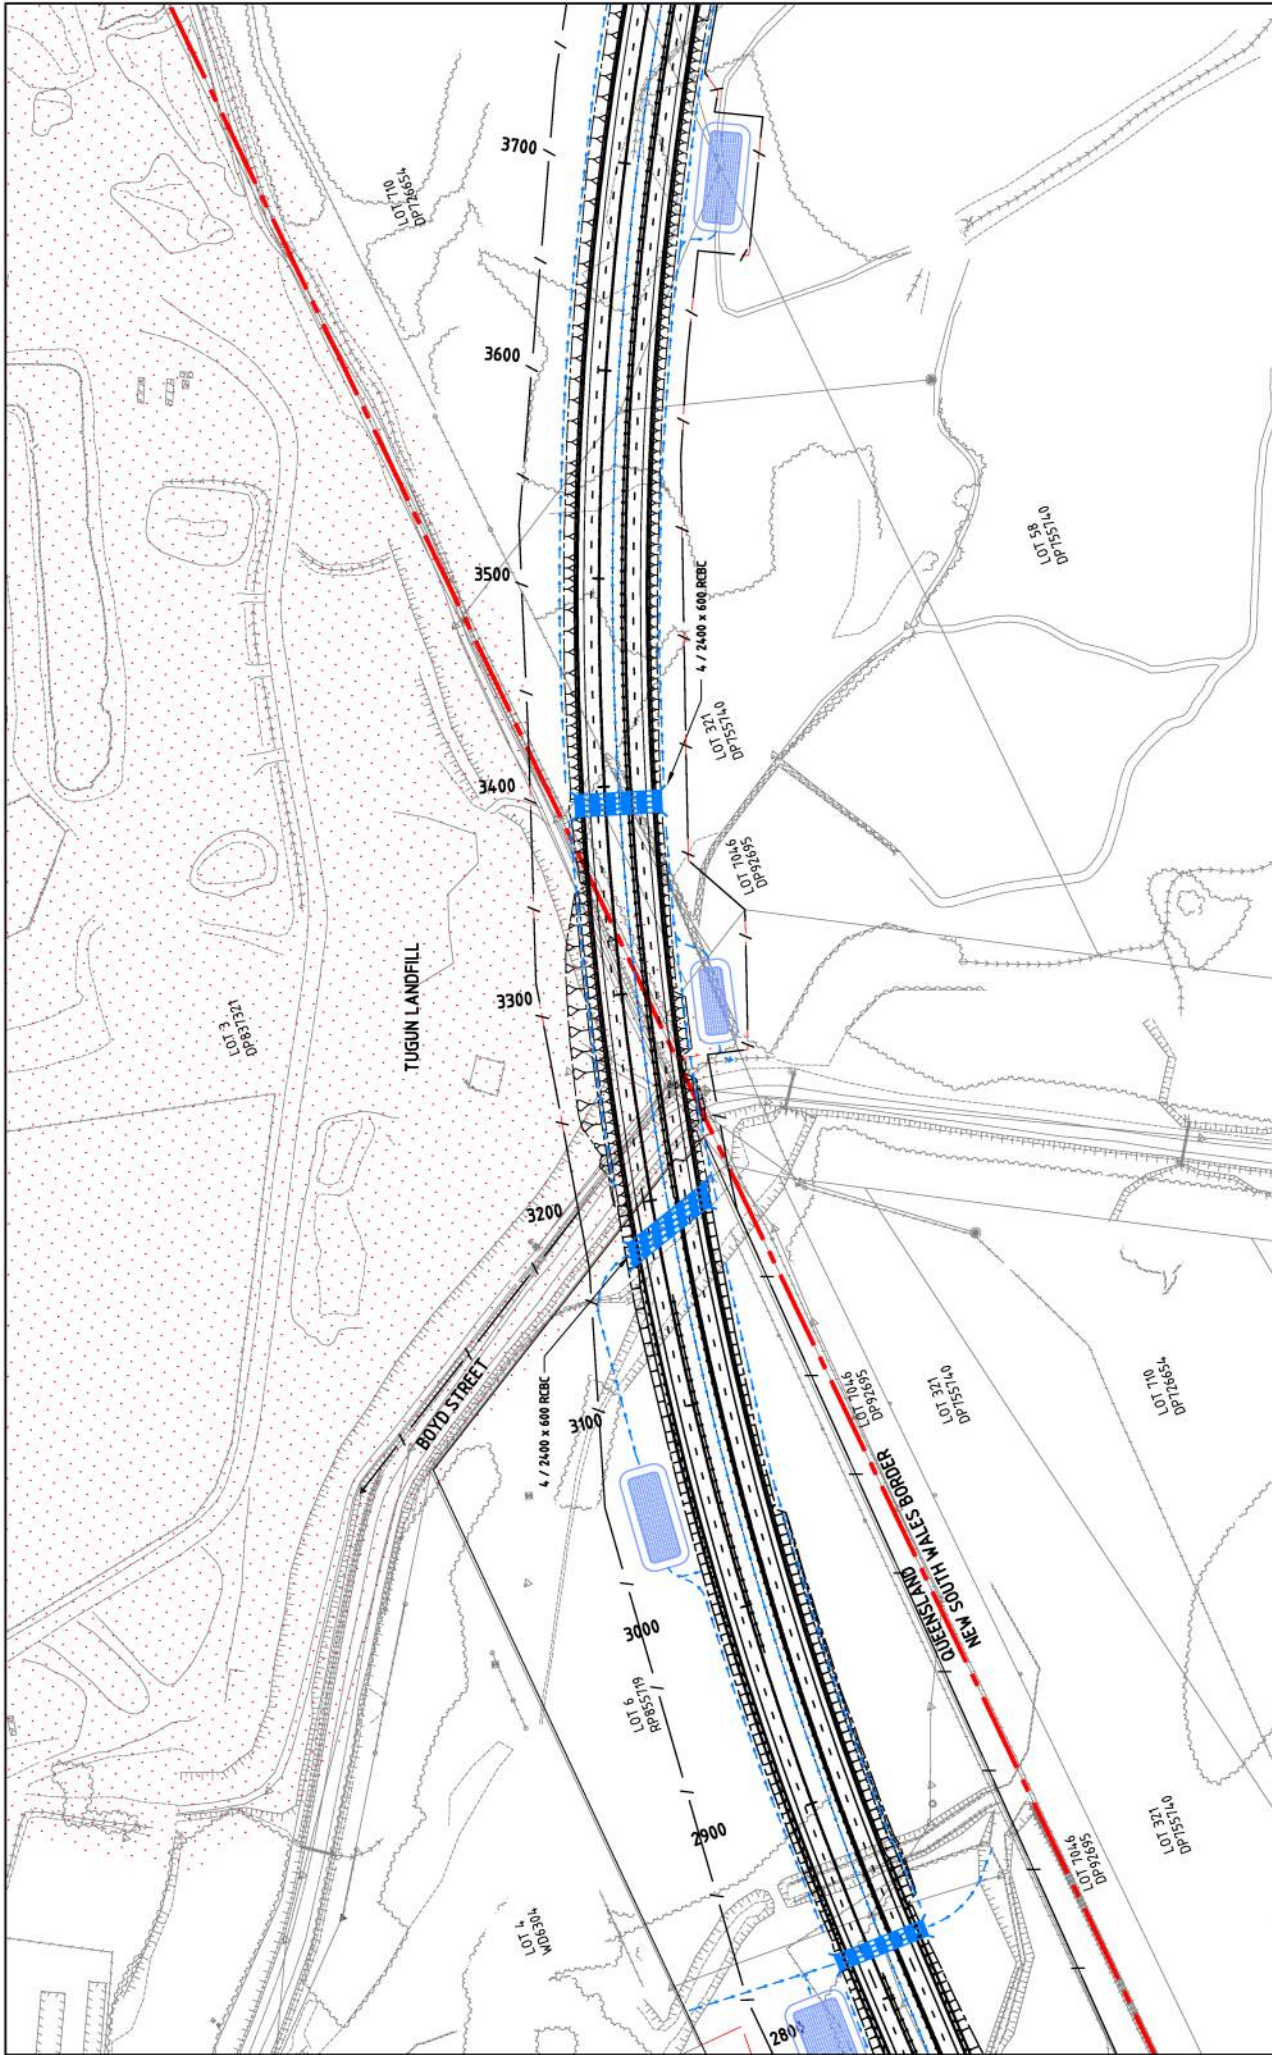 3700
LOT 710
DP726654
3600
3500
LOT 58
DP755740
4 / 2400 x 600 RCBC
LOT 321
DP755740
3400
LOT 7046
DP92695
TUGUN LANDFILL
LOT 3
DP837321
3300
3200
BOYD STREET
4 / 2400 x 600 RCBC
3100
LOT 7046
DP92695
LOT 321
DP755740
LOT 710
DP726654
QUEENSLAND
NEW SOUTH WALES BORDER
3000
LOT 6
RP855719
2900
LOT 321
DP755740
LOT 7046
DP92695
LOT 4
WD6304
2800